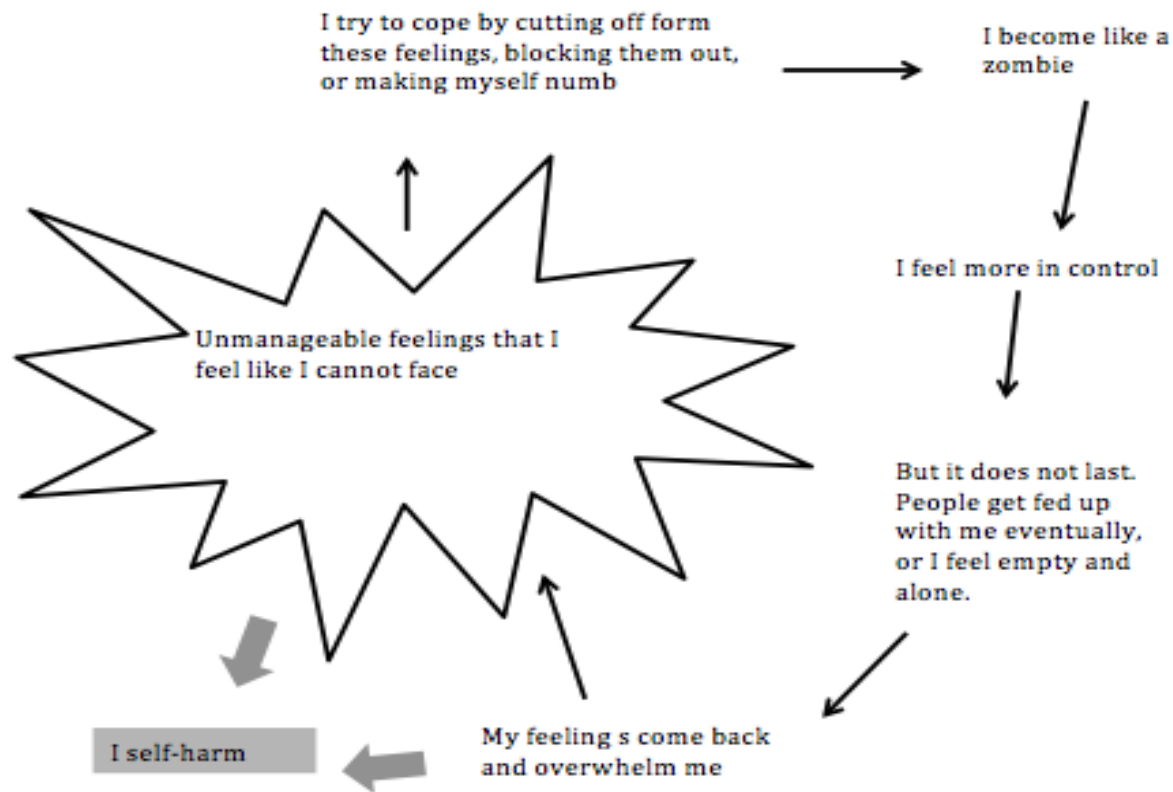 I try to cope by cutting off form
these feelings, blocking them out,
or making myself numb
I become like a
zombie
I feel more in control
Unmanageable feelings that I
feel like I cannot face
But it does not last.
People get fed up
with me eventually,
or I feel empty and
alone.
My feeling s come back
and overwhelm me
I self-harm